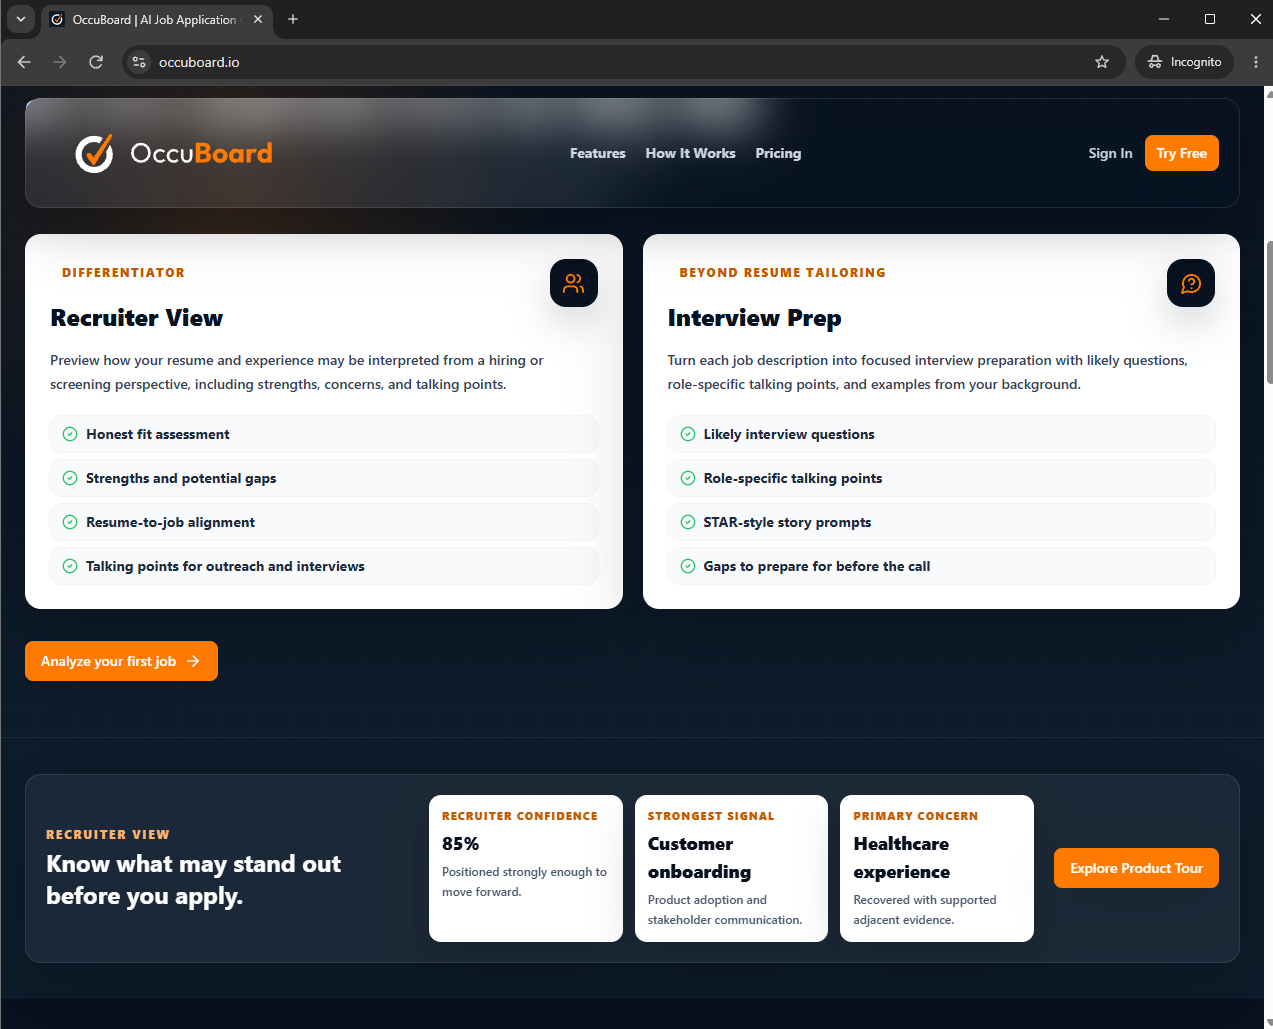 OccuBoard | AI Job Application
occuboard.io
Incognito
OccuBoard
Features
How It Works
Pricing
Sign In
Try Free
DIFFERENTIATOR
Recruiter View
Preview how your resume and experience may be interpreted from a hiring or
screening perspective, including strengths, concerns, and talking points.
Honest fit assessment
Strengths and potential gaps
Resume-to-job alignment
Talking points for outreach and interviews
BEYOND RESUME TAILORING
Interview Prep
Turn each job description into focused interview preparation with likely questions,
role-specific talking points, and examples from your background.
Likely interview questions
Role-specific talking points
STAR-style story prompts
Gaps to prepare for before the call
Analyze your first job
RECRUITER VIEW
Know what may stand out
before you apply.
RECRUITER CONFIDENCE
85%
Positioned strongly enough to
move forward.
STRONGEST SIGNAL
Customer
onboarding
Product adoption and
stakeholder communication.
PRIMARY CONCERN
Healthcare
experience
Recovered with supported
adjacent evidence.
Explore Product Tour